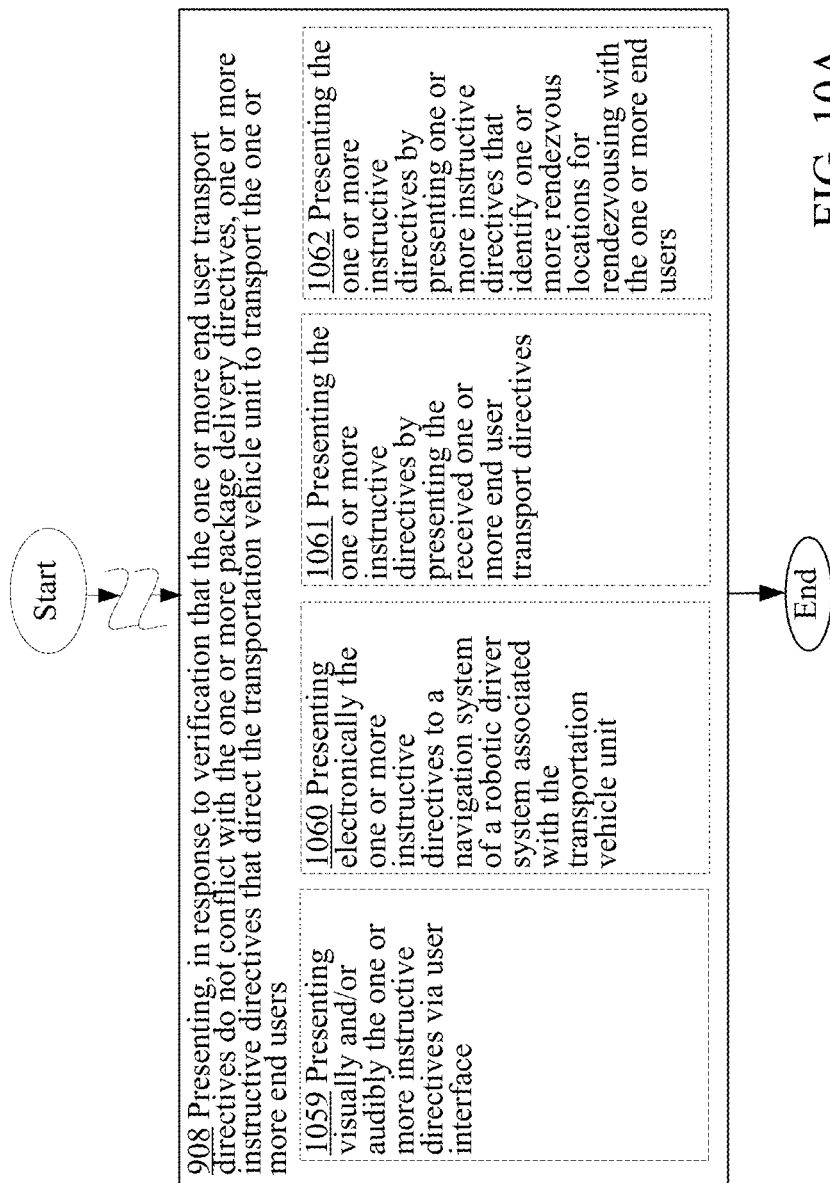 Start
908 Presenting, in response to verification that the one or more end user transport
directives do not conflict with the one or more package delivery directives, one or more
instructive directives that direct the transportation vehicle unit to transport the one or
more end users
1059 Presenting
visually and/or
audibly the one or
more instructive
directives via user
interface
1060 Presenting
electronically the
one or more
instructive
directives to a
navigation system
of a robotic driver
system associated
with the
transportation
vehicle unit
1061 Presenting the
one or more
instructive
directives by
presenting the
received one or
more end user
transport directives
1062 Presenting the
one or more
instructive
directives by
presenting one or
more instructive
directives that
identify one or
more rendezvous
locations for
rendezvousing with
the one or more end
users
End
FIG. 10A